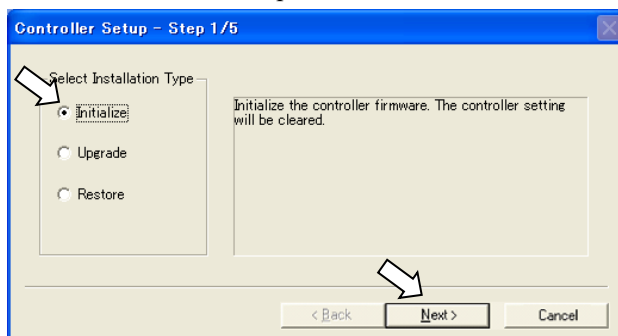 Controller Setup - Step 1/5
Select Installation Type
Initialize
Initialize the controller firmware. The controller setting
will be cleared.
Upgrade
Restore
< Back
Next >
Cancel